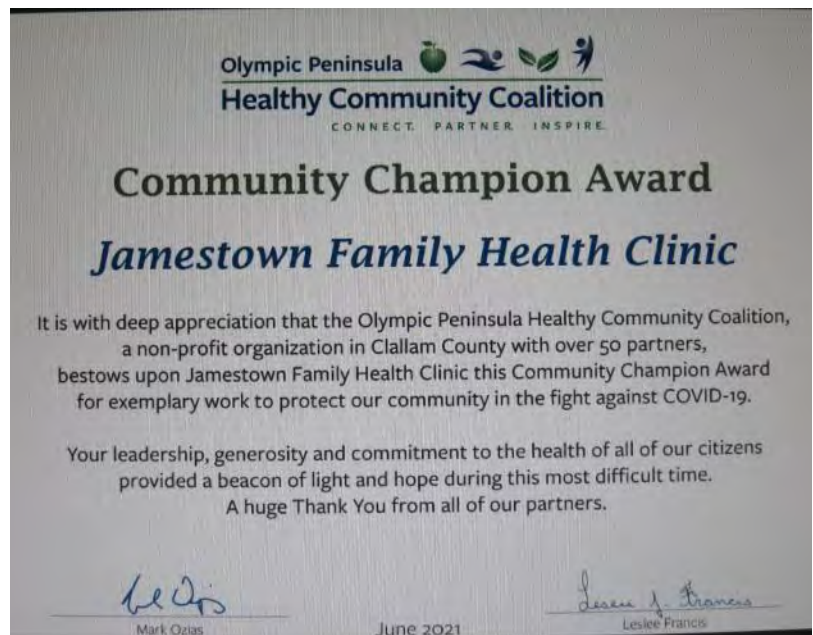 Olympic Peninsula
Healthy Community Coalition
CONNECT. PARTNER. INSPIRE.
Community Champion Award
Jamestown Family Health Clinic
It is with deep appreciation that the Olympic Peninsula Healthy Community Coalition,
a non-profit organization in Clallam County with over 50 partners,
bestows upon Jamestown Family Health Clinic this Community Champion Award
for exemplary work to protect our community in the fight against COVID-19.
Your leadership, generosity and commitment to the health of all of our citizens
provided a beacon of light and hope during this most difficult time.
A huge Thank You from all of our partners.
Leslee J. Francis
Mark Ozias
June 2021
Leslee Francis